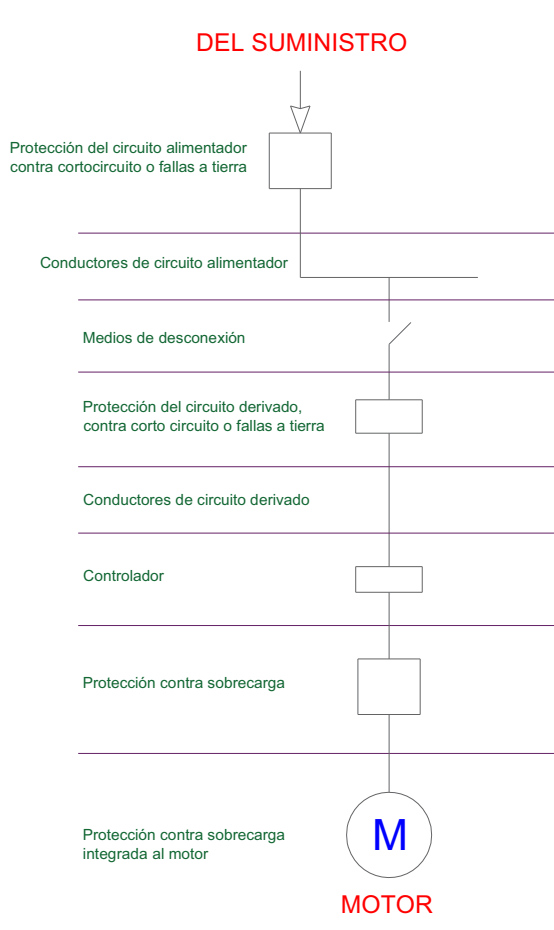 DEL SUMINISTRO
Protección del circuito alimentador
contra cortocircuito o fallas a tierra
Conductores de circuito alimentador
Medios de desconexión
Protección del circuito derivado,
contra corto circuito o fallas a tierra
Conductores de circuito derivado
Controlador
Protección contra sobrecarga
Protección contra sobrecarga
integrada al motor
M
MOTOR